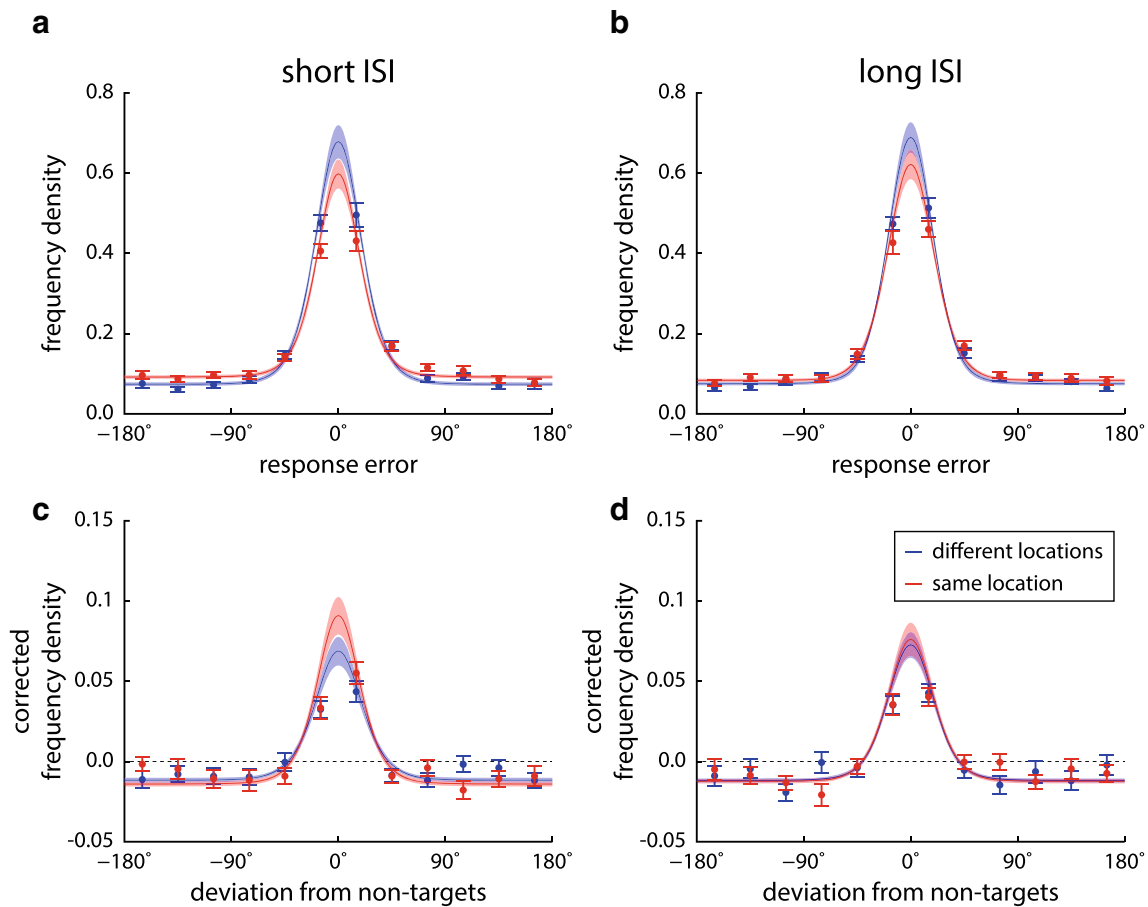 a
short ISI
0.8
0.6
0.4
0.2
0.0
frequency density
−180° −90° 0° 90° 180°
response error
b
long ISI
0.8
0.6
0.4
0.2
0.0
frequency density
−180° −90° 0° 90° 180°
response error
c
0.15
0.1
0.05
0.0
-0.05
corrected
frequency density
−180° −90° 0° 90° 180°
deviation from non-targets
d
0.15
0.1
0.05
0.0
-0.05
corrected
frequency density
different locations
same location
−180° −90° 0° 90° 180°
deviation from non-targets